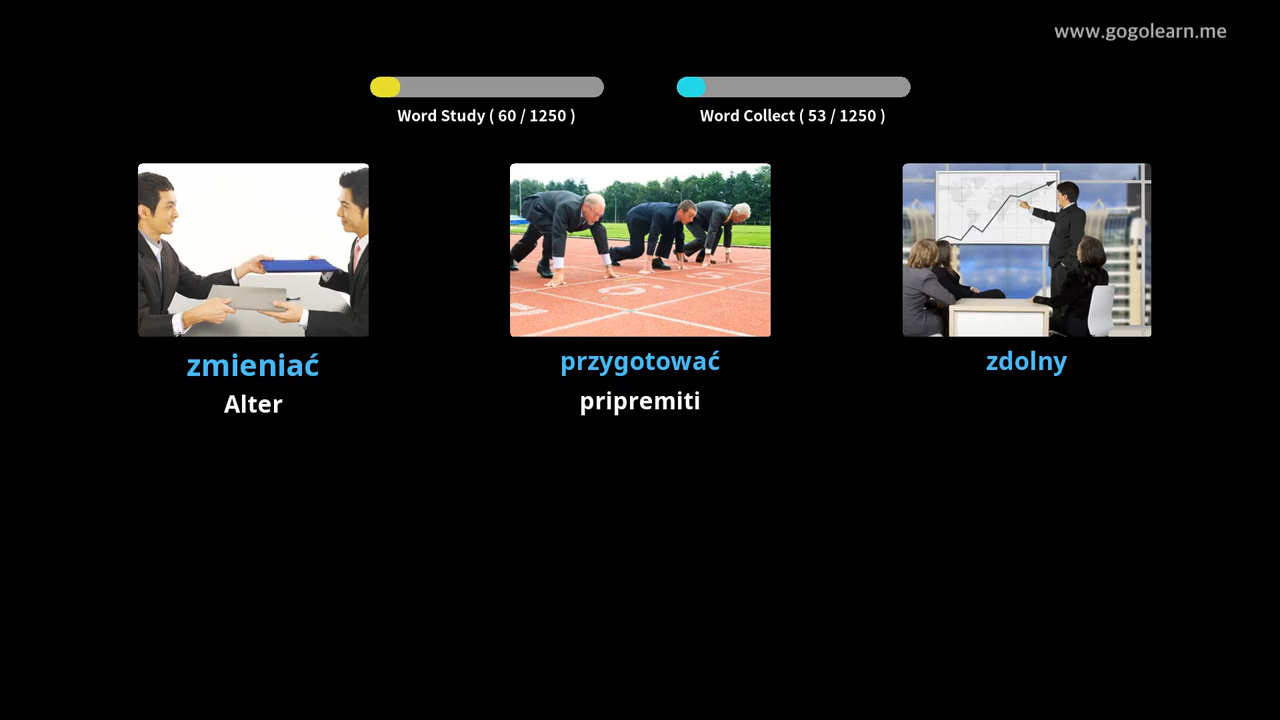 www.gogolearn.me
Word Study ( 60 / 1250 )
Word Collect ( 53 / 1250 )
zmieniać
Alter
przygotować
pripremiti
zdolny